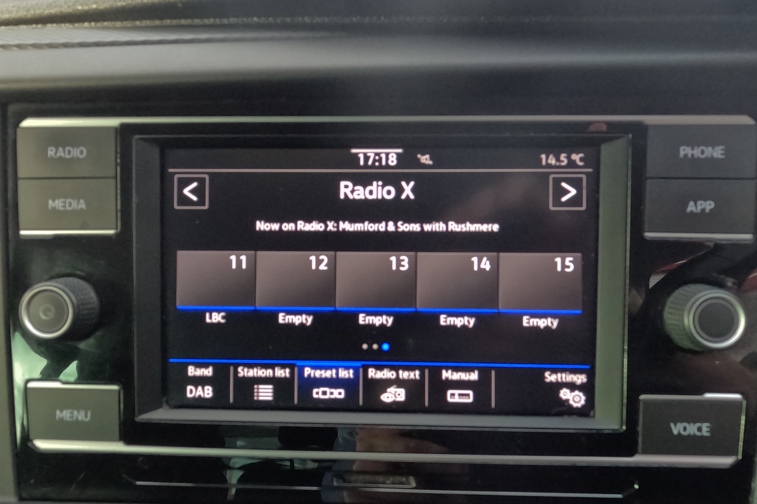 RADIO
MEDIA
MENU
PHONE
APP
VOICE
17:18
14.5 °C
<
Radio X
>
Now on Radio X: Mumford & Sons with Rushmere
11 12 13 14 15
LBC Empty Empty Empty Empty
Band Station list Preset list Radio text Manual Settings
DAB